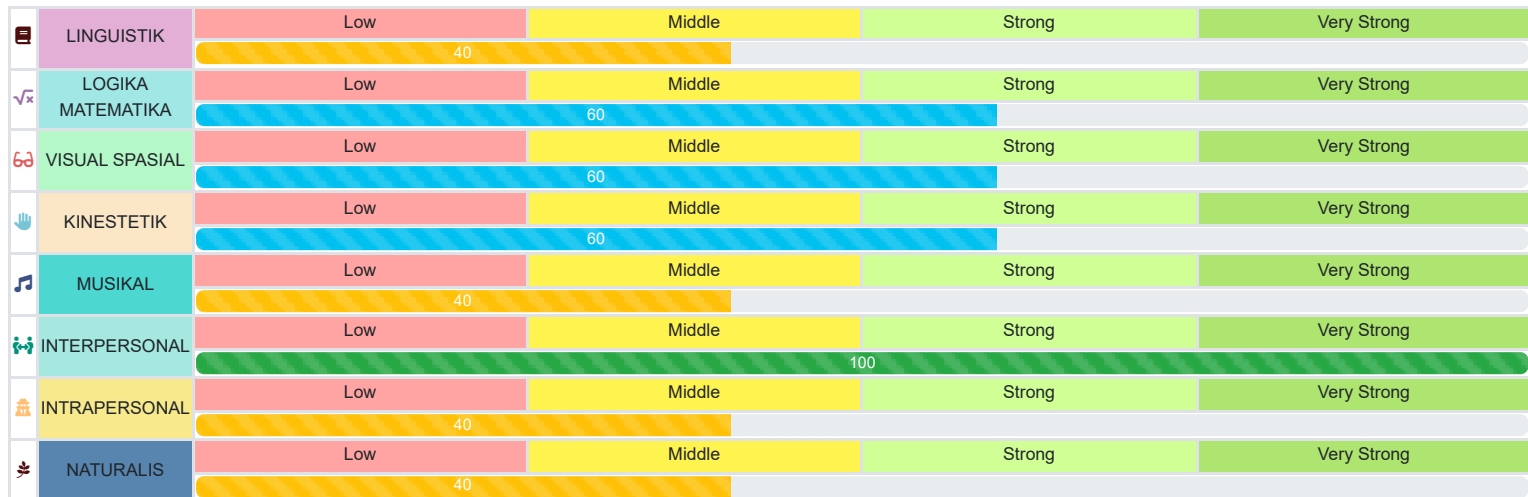 Low Middle Strong Very Strong
LINGUISTIK
40
Low Middle Strong Very Strong
LOGIKA
MATEMATIKA
60
Low Middle Strong Very Strong
VISUAL SPASIAL
60
Low Middle Strong Very Strong
KINESTETIK
60
Low Middle Strong Very Strong
MUSIKAL
40
Low Middle Strong Very Strong
INTERPERSONAL
100
Low Middle Strong Very Strong
INTRAPERSONAL
40
Low Middle Strong Very Strong
NATURALIS
40